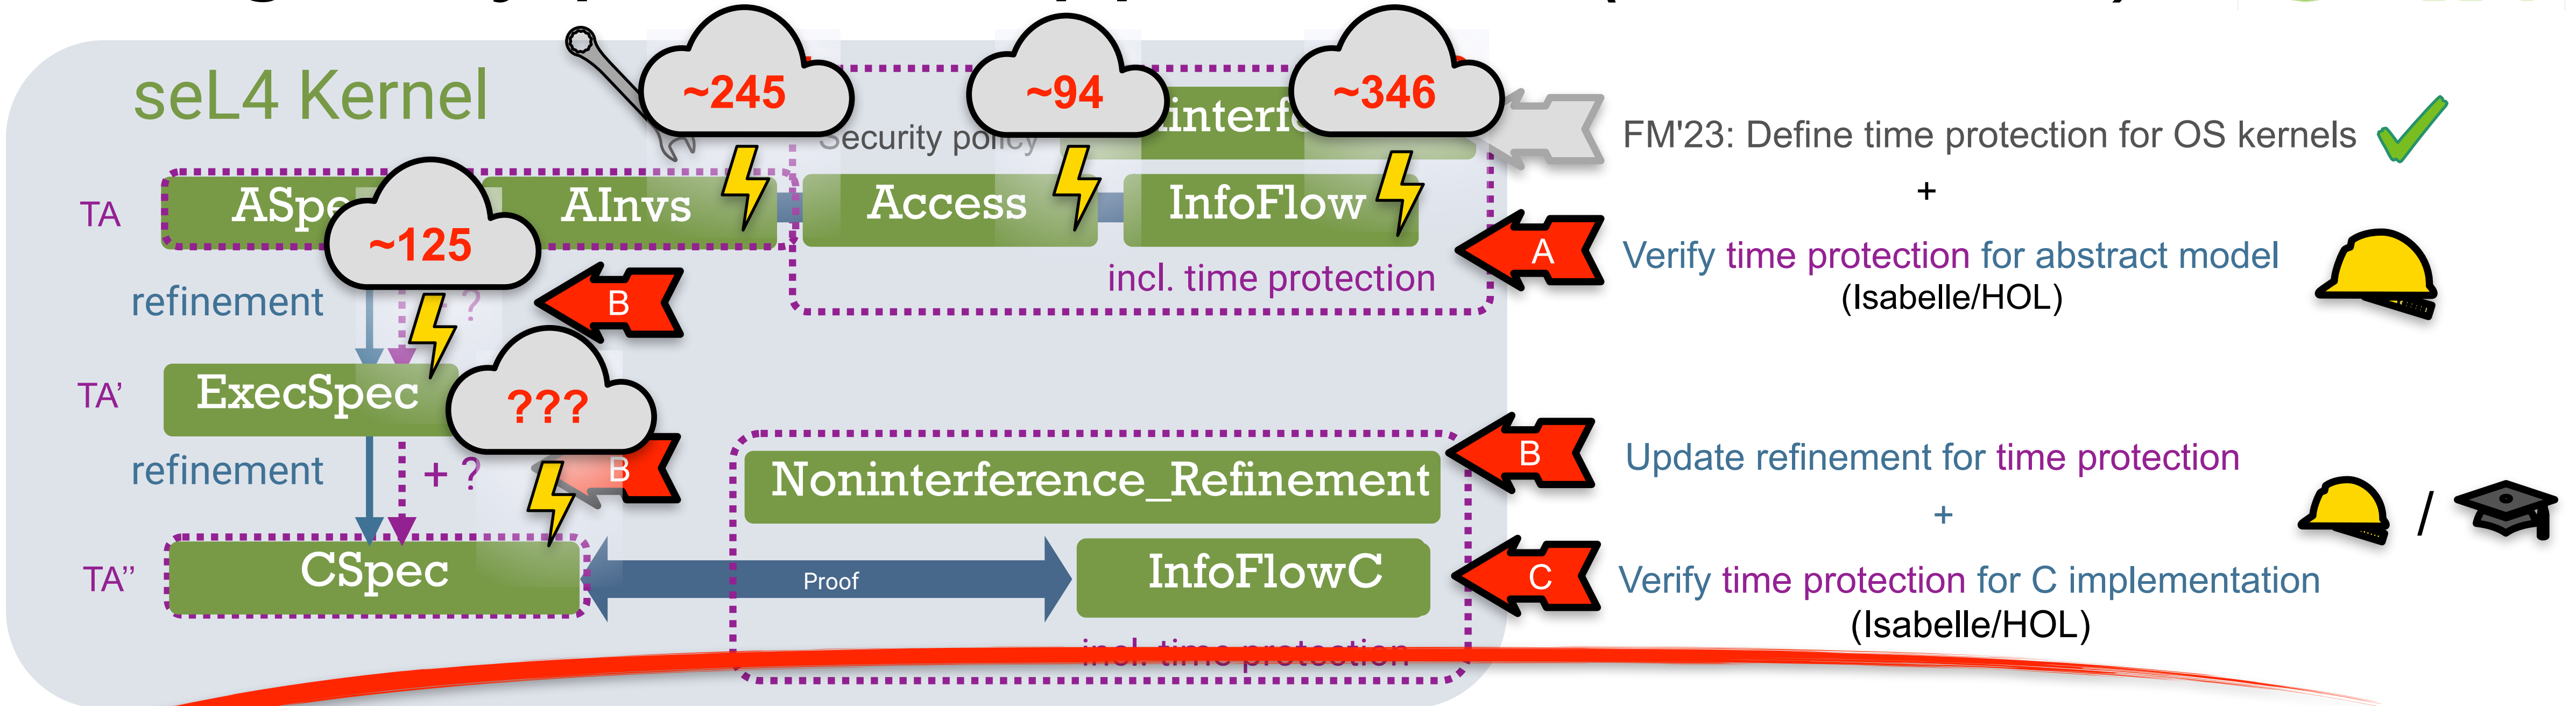 seL4 Kernel
~245
~94
~346
Security policy
FM'23: Define time protection for OS kernels
+
TA
AInvs
Access
InfoFlow
~125
A
Verify time protection for abstract model
(Isabelle/HOL)
incl. time protection
refinement
?
B
TA'
ExecSpec
???
refinement
+ ?
B
Noninterference_Refinement
B
Update refinement for time protection
+
/
TA''
CSpec
Proof
InfoFlowC
C
Verify time protection for C implementation
(Isabelle/HOL)
incl. time protection